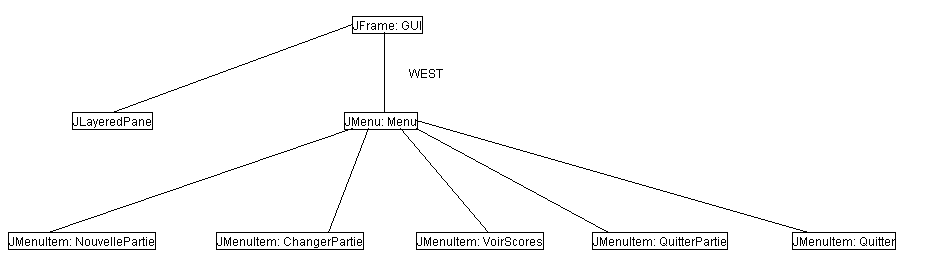 JFrame: GUI
WEST
JLayeredPane
JMenu: Menu
JMenuItem: NouvellePartie
JMenuItem: ChangerPartie
JMenuItem: VoirScores
JMenuItem: QuitterPartie
JMenuItem: Quitter